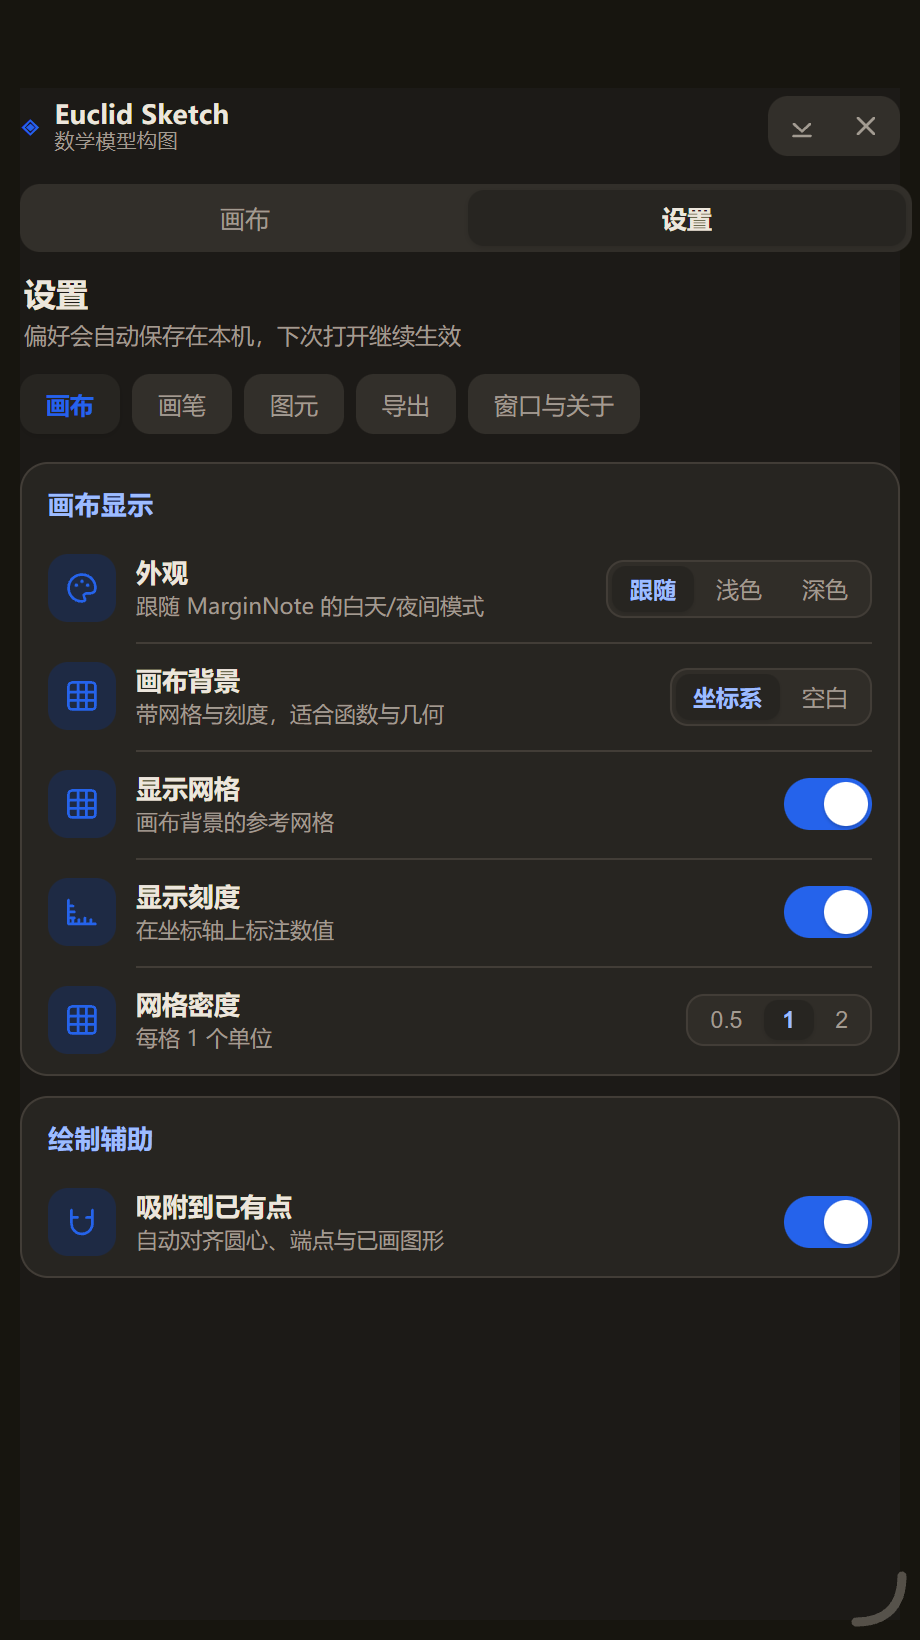 Euclid Sketch
数学模型构图
画布
设置
设置
偏好会自动保存在本机，下次打开继续生效
画布
画笔
图元
导出
窗口与关于
画布显示
外观
跟随 MarginNote 的白天/夜间模式
跟随
浅色
深色
画布背景
带网格与刻度，适合函数与几何
坐标系
空白
显示网格
画布背景的参考网格
显示刻度
在坐标轴上标注数值
网格密度
每格 1 个单位
0.5
1
2
绘制辅助
吸附到已有点
自动对齐圆心、端点与已画图形